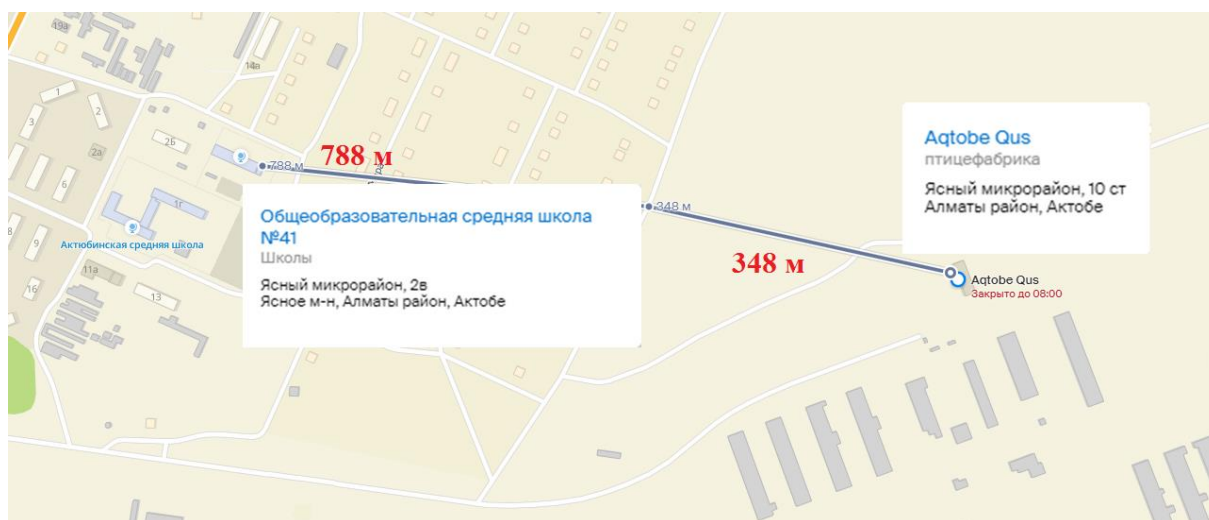 19а
14а
1
2
3
2Б
2а
6
788 м
788 м
1г
Общеобразовательная средняя школа
№41
Школы
Ясный микрорайон, 2в
Ясное м-н, Алматы район, Актобе
348 м
348 м
Aqtobe Qus
птицефабрика
Ясный микрорайон, 10 ст
Алматы район, Актобе
8
9
Актюбинская средняя школа
11а
16
13
Aqtobe Qus
Закрыто до 08:00